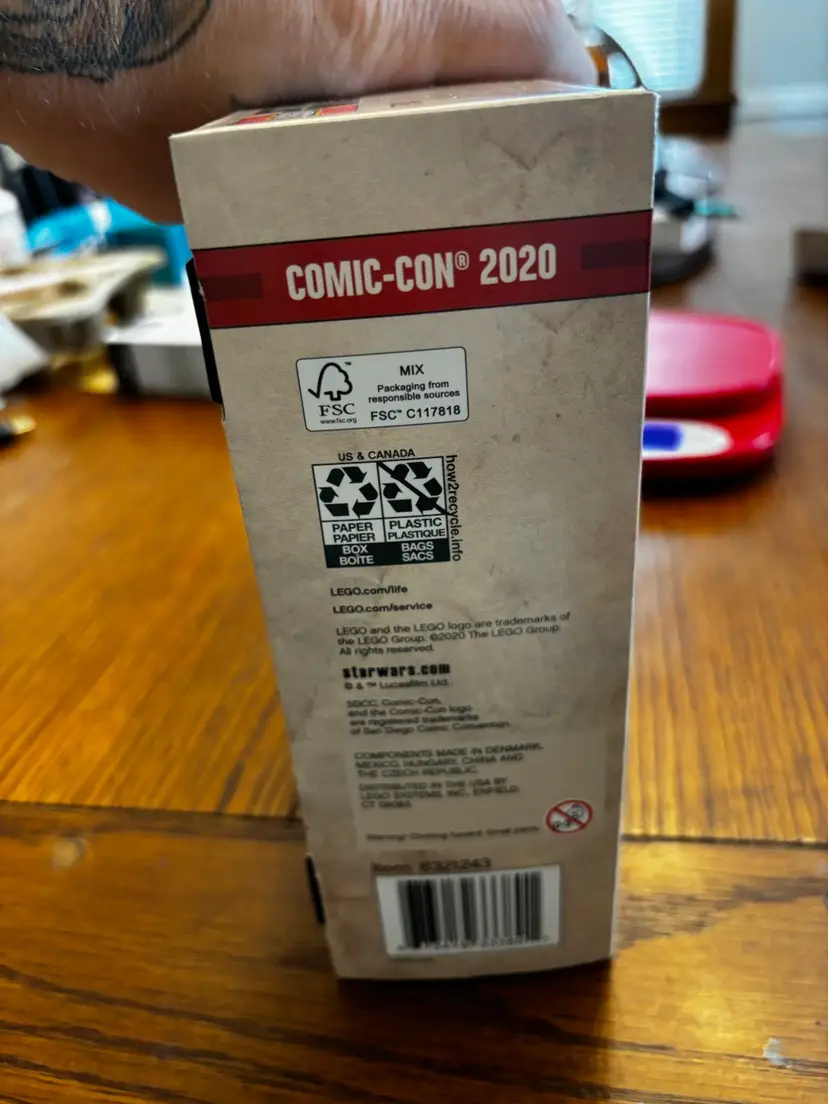 COMIC-CON® 2020
FSC
www.fsc.org
MIX
Packaging from
responsible sources
FSC™ C117818
US & CANADA
PAPER
PAPIER
BOX
BOÎTE
PLASTIC
PLASTIQUE
BAGS
SACS
how2recycle.info
LEGO.com/life
LEGO.com/service
LEGO and the LEGO logo are trademarks of
the LEGO Group. ©2020 The LEGO Group.
All rights reserved.
starwars.com
© & ™ Lucasfilm Ltd.
SDCC, Comic-Con,
and the Comic-Con logo
are registered trademarks
of San Diego Comic Convention.
COMPONENTS MADE IN DENMARK,
MEXICO, HUNGARY, CHINA AND
THE CZECH REPUBLIC.
DISTRIBUTED IN THE USA BY
LEGO SYSTEMS, INC., ENFIELD,
CT 06083
Warning! Choking hazard. Small parts.
Item: 6321243